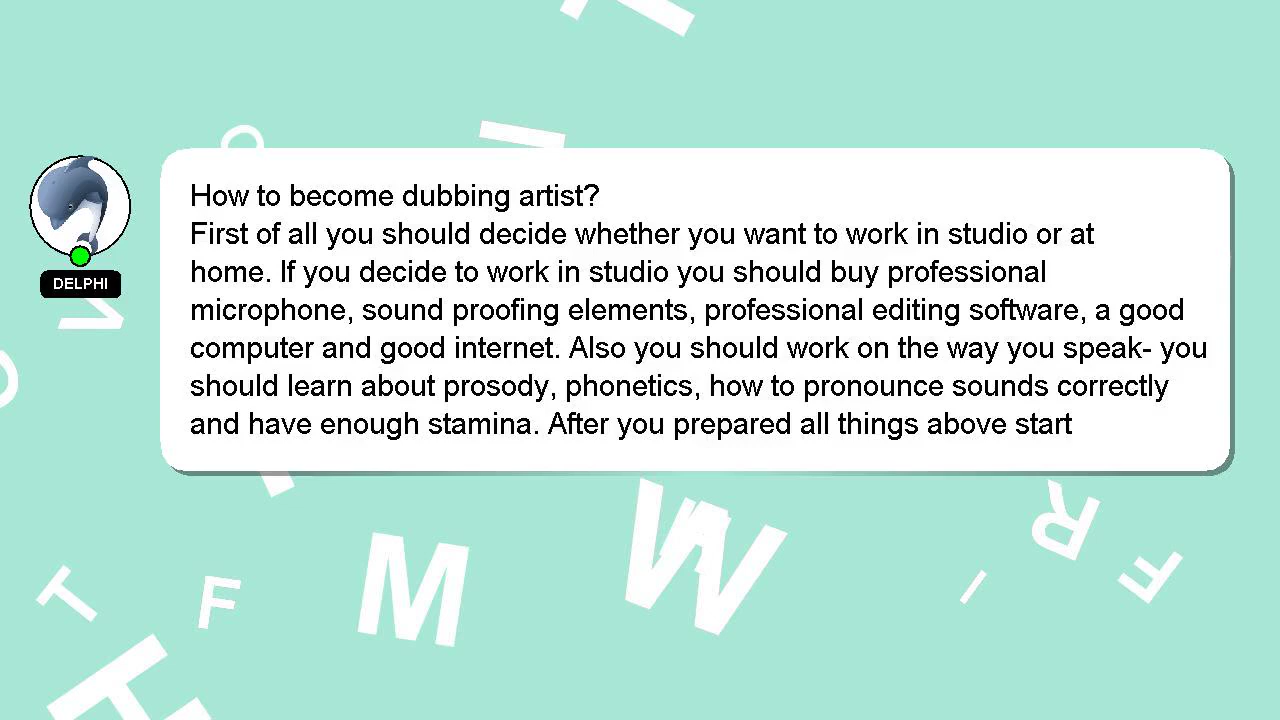 How to become dubbing artist?
First of all you should decide whether you want to work in studio or at
home. If you decide to work in studio you should buy professional
microphone, sound proofing elements, professional editing software, a good
computer and good internet. Also you should work on the way you speak- you
should learn about prosody, phonetics, how to pronounce sounds correctly
and have enough stamina. After you prepared all things above start
DELPHI
T
F
M
W
R
F